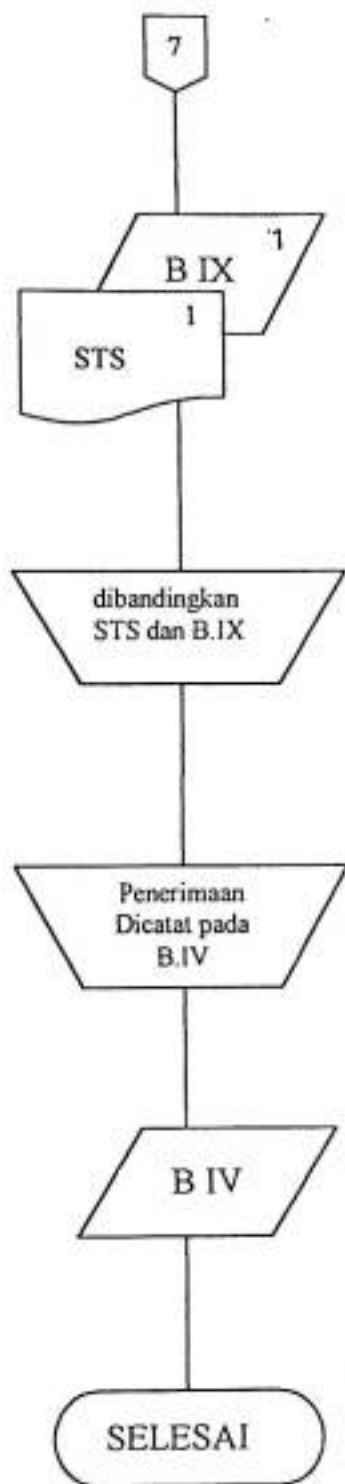 7
1
B IX
1
STS
dibandingkan
STS dan B.IX
Penerimaan
Dicatat pada
B.IV
B IV
SELESAI